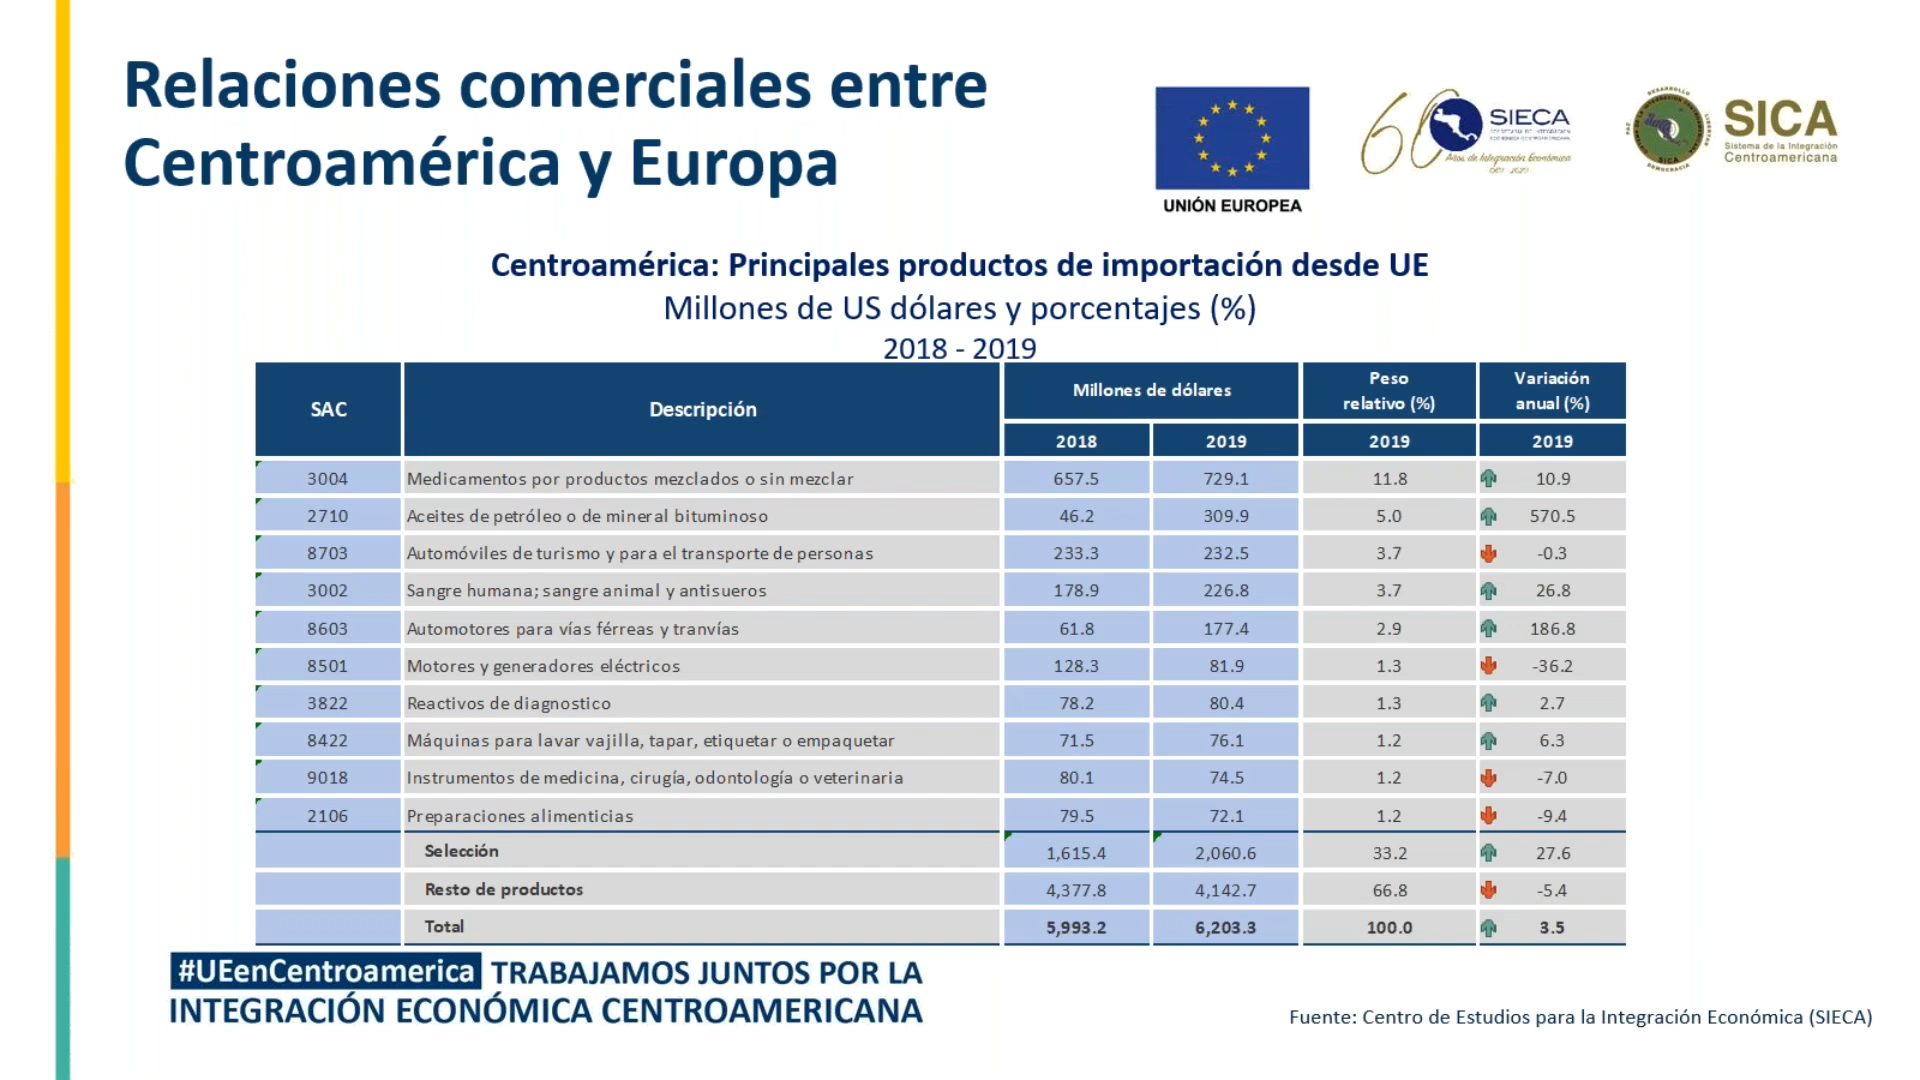 Relaciones comerciales entre
Centroamérica y Europa
UNIÓN EUROPEA
60 SIECA
Años de Integración Económica
SICA
Sistema de la Integración
Centroamericana
Centroamérica: Principales productos de importación desde UE
Millones de US dólares y porcentajes (%)
2018 - 2019
SAC Descripción Millones de dólares Peso relativo (%) Variación anual (%)
2018 2019 2019 2019
3004 Medicamentos por productos mezclados o sin mezclar 657.5 729.1 11.8 10.9
2710 Aceites de petróleo o de mineral bituminoso 46.2 309.9 5.0 570.5
8703 Automóviles de turismo y para el transporte de personas 233.3 232.5 3.7 -0.3
3002 Sangre humana; sangre animal y antisueros 178.9 226.8 3.7 26.8
8603 Automotores para vías férreas y tranvías 61.8 177.4 2.9 186.8
8501 Motores y generadores eléctricos 128.3 81.9 1.3 -36.2
3822 Reactivos de diagnostico 78.2 80.4 1.3 2.7
8422 Máquinas para lavar vajilla, tapar, etiquetar o empaquetar 71.5 76.1 1.2 6.3
9018 Instrumentos de medicina, cirugía, odontología o veterinaria 80.1 74.5 1.2 -7.0
2106 Preparaciones alimenticias 79.5 72.1 1.2 -9.4
Selección 1,615.4 2,060.6 33.2 27.6
Resto de productos 4,377.8 4,142.7 66.8 -5.4
Total 5,993.2 6,203.3 100.0 3.5
#UEenCentroamerica TRABAJAMOS JUNTOS POR LA
INTEGRACIÓN ECONÓMICA CENTROAMERICANA
Fuente: Centro de Estudios para la Integración Económica (SIECA)